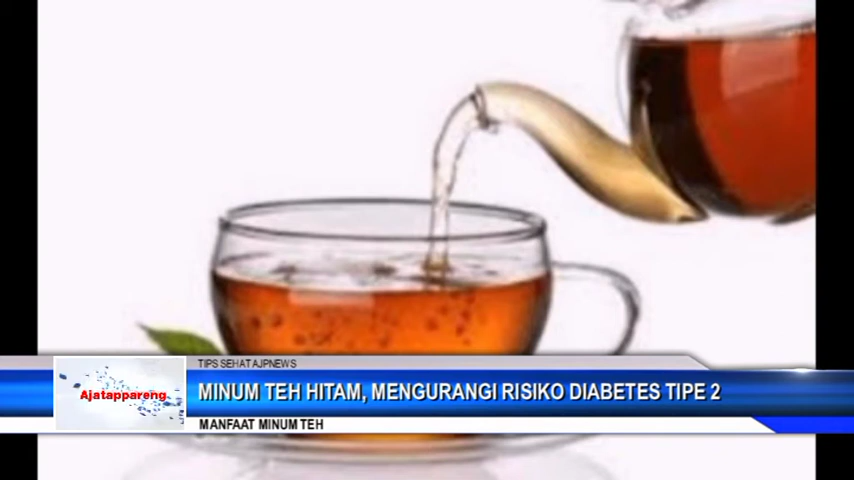 TIPS SEHAT AJPNEWS
Ajatappareng
MINUM TEH HITAM, MENGURANGI RISIKO DIABETES TIPE 2
MANFAAT MINUM TEH